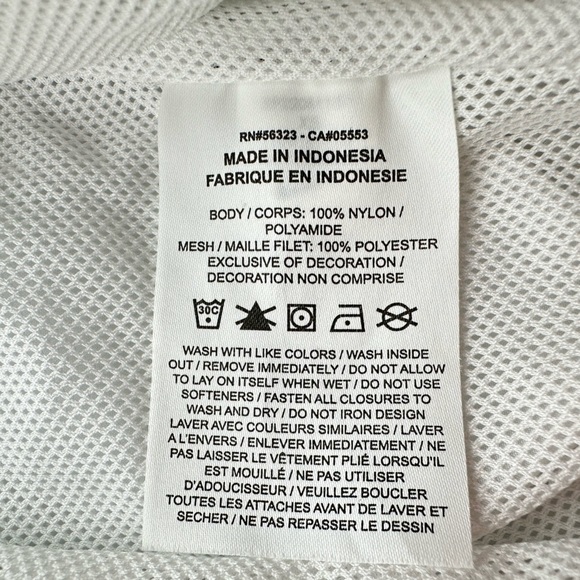 RN#56323 - CA#05553
MADE IN INDONESIA
FABRIQUE EN INDONESIE
BODY / CORPS: 100% NYLON /
POLYAMIDE
MESH / MAILLE FILET: 100% POLYESTER
EXCLUSIVE OF DECORATION /
DECORATION NON COMPRISE
30C
WASH WITH LIKE COLORS / WASH INSIDE
OUT / REMOVE IMMEDIATELY / DO NOT ALLOW
TO LAY ON ITSELF WHEN WET / DO NOT USE
SOFTENERS / FASTEN ALL CLOSURES TO
WASH AND DRY / DO NOT IRON DESIGN
LAVER AVEC COULEURS SIMILAIRES / LAVER
A L'ENVERS / ENLEVER IMMEDIATEMENT / NE
PAS LAISSER LE VÊTEMENT PLIÉ LORSQU'IL
EST MOUILLÉ / NE PAS UTILISER
D'ADOUCISEUR / VEUILLEZ BOUCLER
TOUTES LES ATTACHES AVANT DE LAVER ET
SECHER / NE PAS REPASSER LE DESSIN